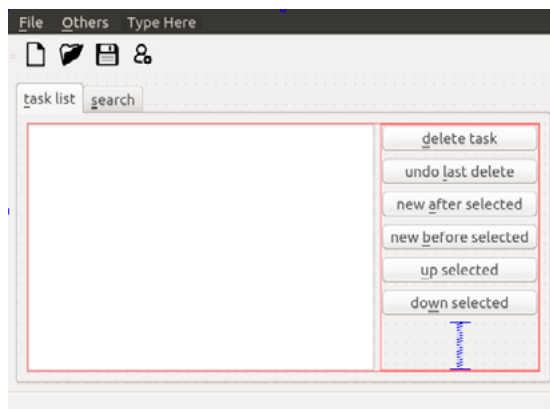 File Others Type Here
task list search
delete task
undo last delete
new after selected
new before selected
up selected
down selected